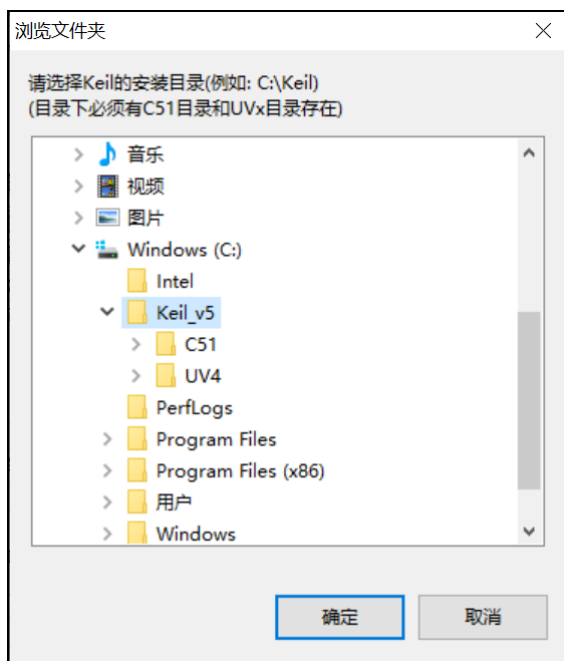 浏览文件夹
请选择Keil的安装目录(例如: C:\Keil)
(目录下必须有C51目录和UVx目录存在)
音乐
视频
图片
Windows (C:)
Intel
Keil_v5
C51
UV4
PerfLogs
Program Files
Program Files (x86)
用户
Windows
确定
取消